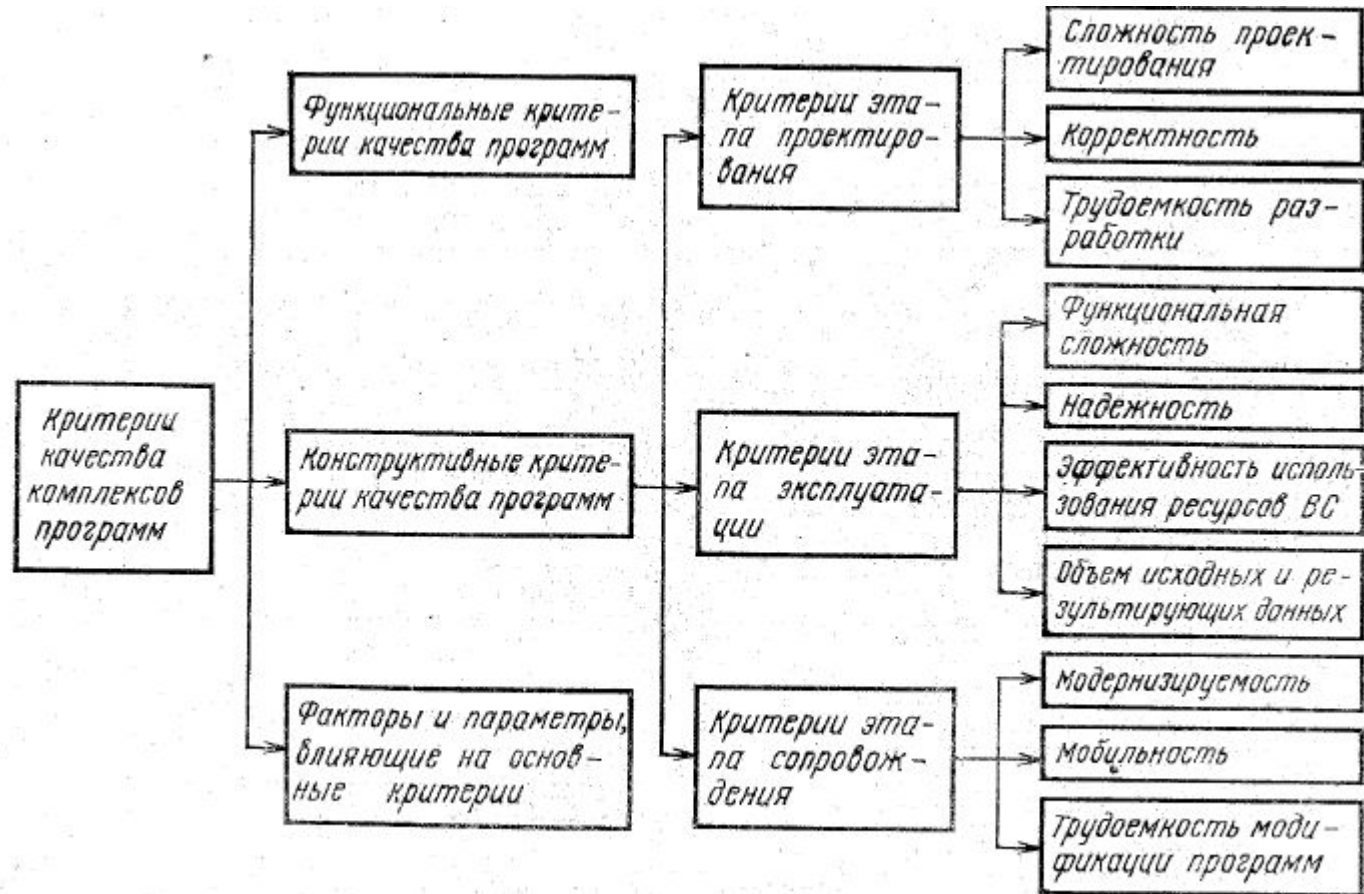 Критерии
качества
комплексов
программ
Функциональные крите-
рии качества программ
Конструктивные крите-
рии качества программ
Факторы и параметры,
влияющие на основ-
ные критерии
Критерии эта-
па проектиро-
вания
Критерии эта-
па эксплуата-
ции
Критерии эта-
па сопровож-
дения
Сложность проек-
тирования
Корректность
Трудоемкость раз-
работки
Функциональная
сложность
Надежность
Эффективность исполь-
зования ресурсов ВС
Объем исходных и ре-
зультирующих данных
Модернизируемость
Мобильность
Трудоемкость моди-
фикации программ